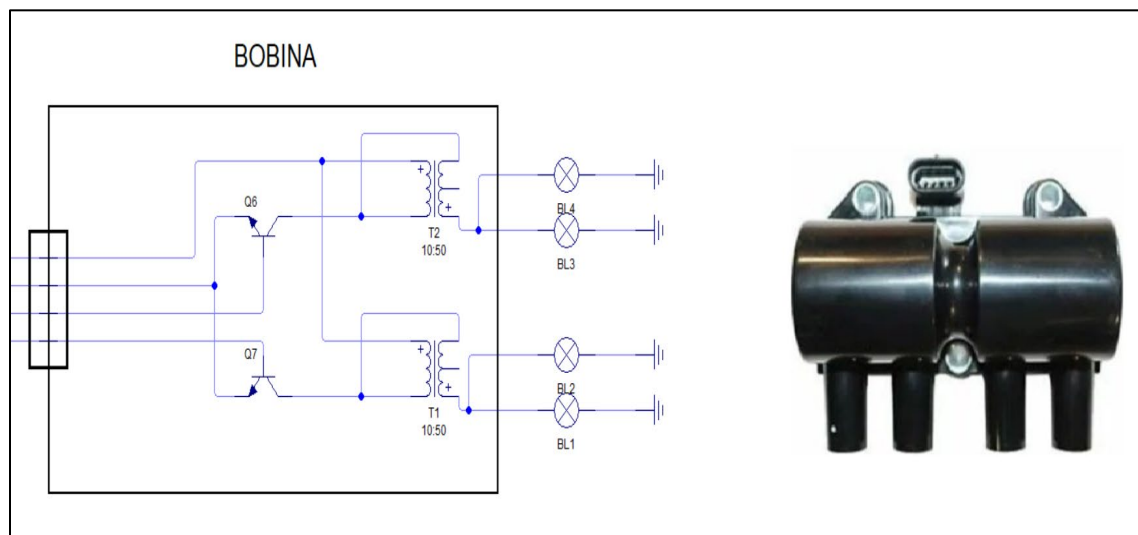 BOBINA
Q6
+
+
T2
10:50
BL4
BL3
Q7
+
+
T1
10:50
BL2
BL1